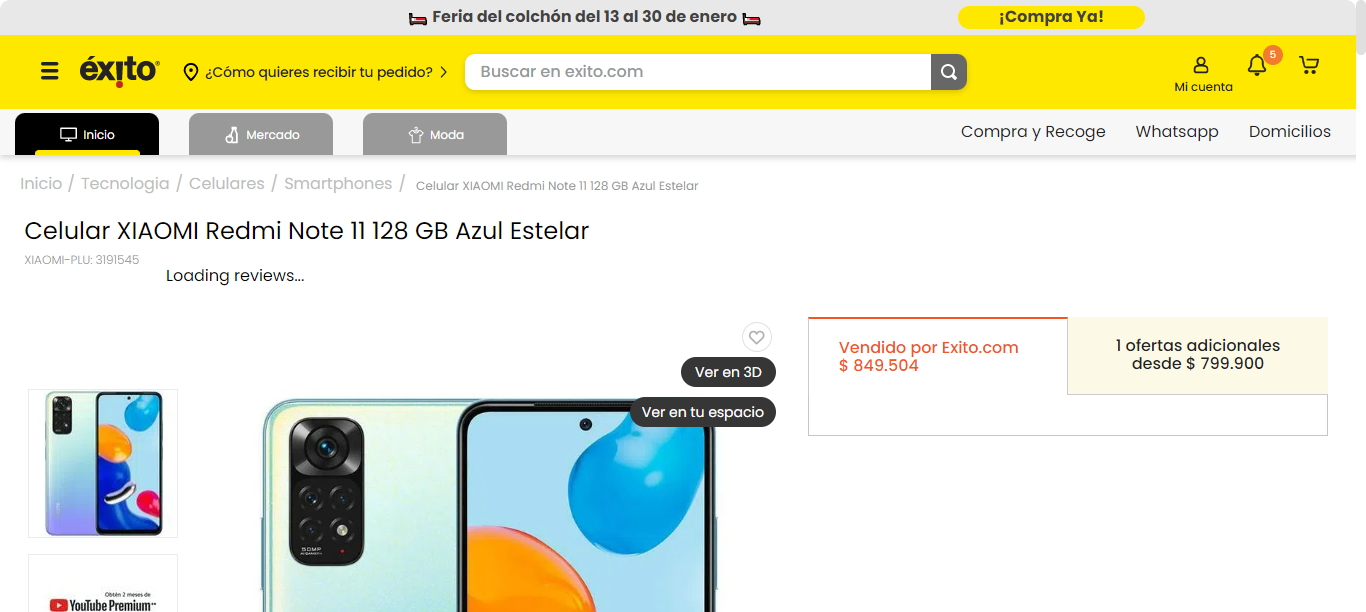 Feria del colchón del 13 al 30 de enero
¡Compra Ya!
éxito
¿Cómo quieres recibir tu pedido?
Buscar en exito.com
Mi cuenta
5
Inicio
Mercado
Moda
Compra y Recoge
Whatsapp
Domicilios
Inicio / Tecnologia / Celulares / Smartphones / Celular XIAOMI Redmi Note 11 128 GB Azul Estelar
Celular XIAOMI Redmi Note 11 128 GB Azul Estelar
XIAOMI-PLU: 3191545
Loading reviews...
Ver en 3D
Ver en tu espacio
Vendido por Exito.com
$ 849.504
1 ofertas adicionales
desde $ 799.900
50MP
Obtén 2 meses de
YouTube Premium**